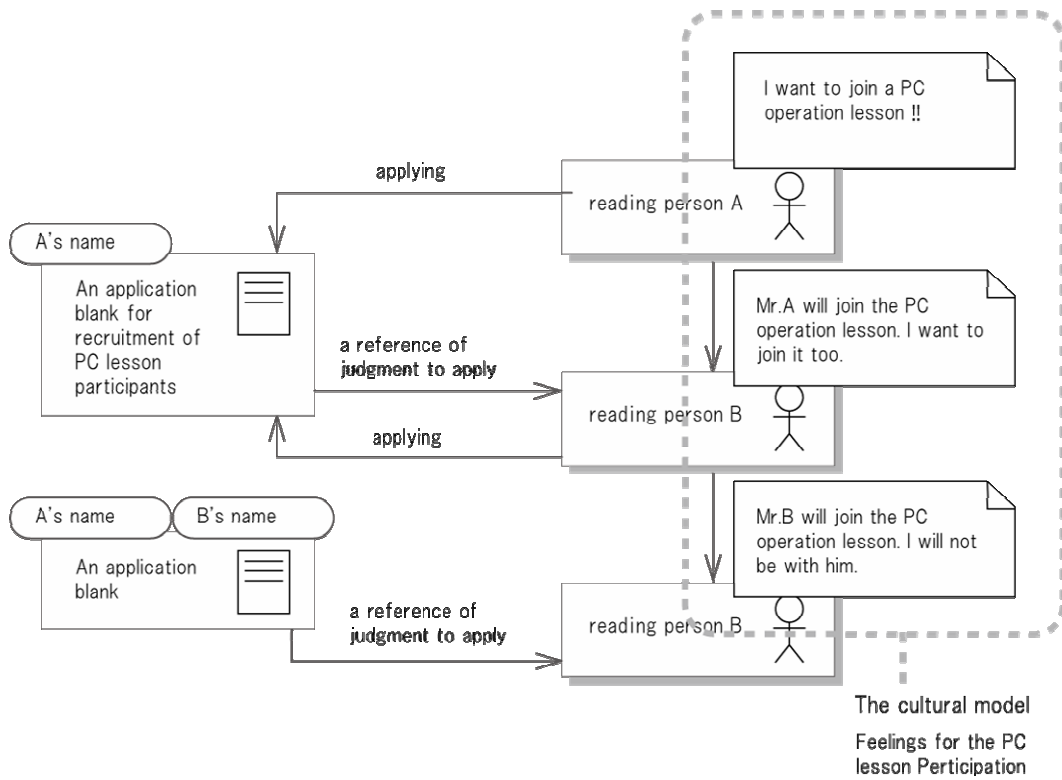 I want to join a PC
operation lesson !!
applying
reading person A
A's name
An application
blank for
recruitment of
PC lesson
participants
Mr.A will join the PC
operation lesson. I want to
join it too.
a reference of
judgment to apply
reading person B
applying
A's name
B's name
An application
blank
Mr.B will join the PC
operation lesson. I will not
be with him.
a reference of
judgment to apply
reading person B
The cultural model
Feelings for the PC
lesson Perticipation